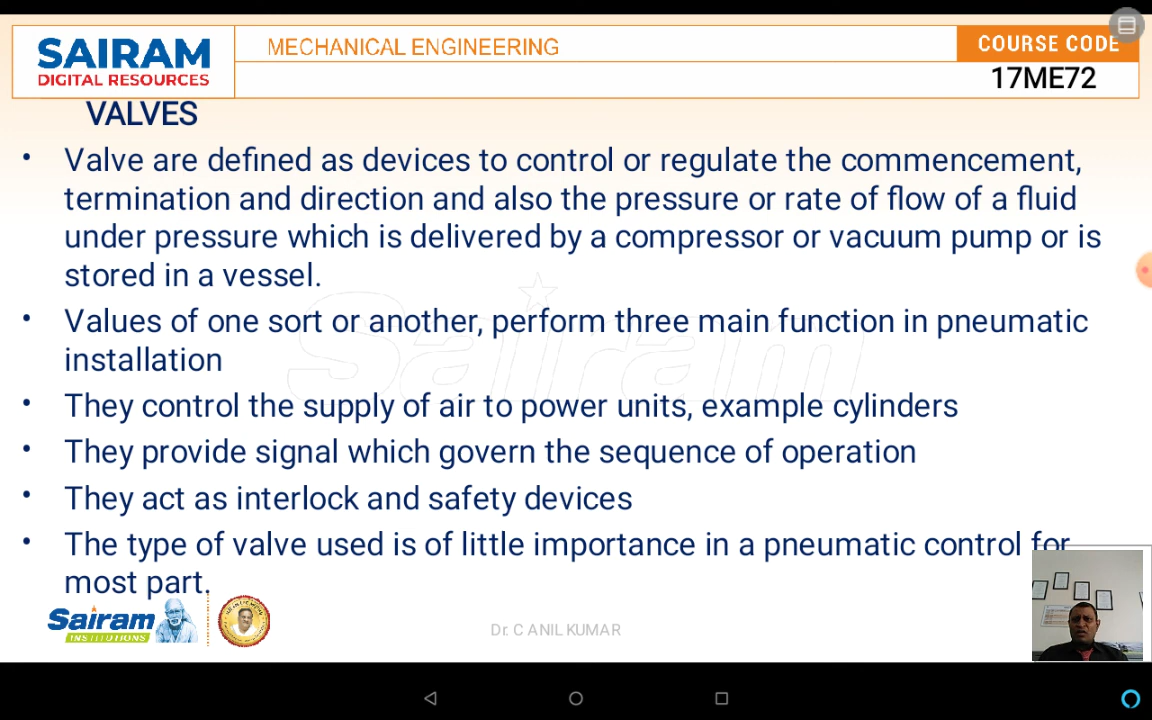 SAIRAM
DIGITAL RESOURCES
MECHANICAL ENGINEERING
COURSE CODE
17ME72
VALVES
• Valve are defined as devices to control or regulate the commencement,
termination and direction and also the pressure or rate of flow of a fluid
under pressure which is delivered by a compressor or vacuum pump or is
stored in a vessel.
• Values of one sort or another, perform three main function in pneumatic
installation
• They control the supply of air to power units, example cylinders
• They provide signal which govern the sequence of operation
• They act as interlock and safety devices
• The type of valve used is of little importance in a pneumatic control for
most part.
Sairam
Sairam
INSTITUTIONS
Dr. C ANIL KUMAR